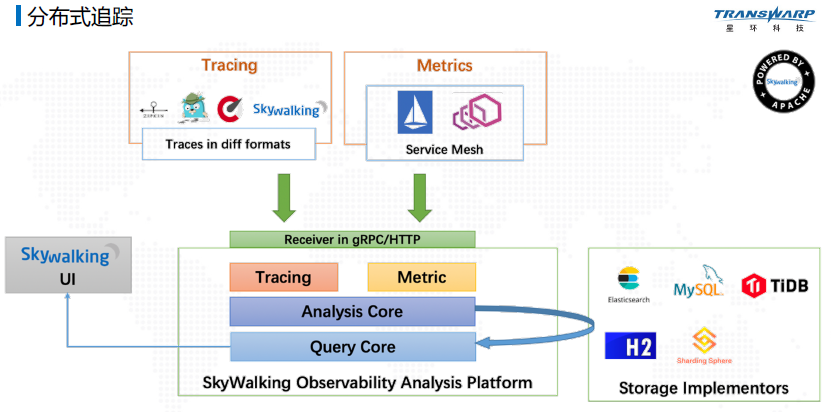 分布式追踪
TRANSWARP
星 环 科 技
POWERED BY
Skywalking
APACHE
Tracing
ZIPKIN
Skywalking
Traces in diff formats
Metrics
Service Mesh
Receiver in gRPC/HTTP
Skywalking
UI
Tracing
Metric
Analysis Core
Query Core
SkyWalking Observability Analysis Platform
Elasticsearch
MySQL
TiDB
H2
Sharding Sphere
Storage Implementors